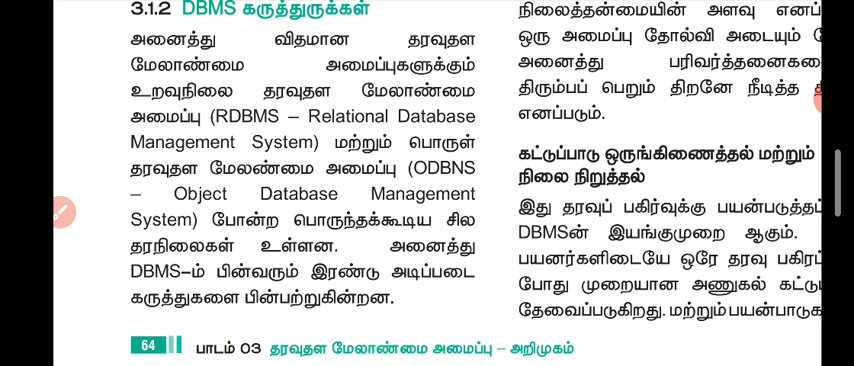 3.1.2 DBMS கருத்துருக்கள்
அனைத்து விதமான தரவுதள
மேலாண்மை அமைப்புகளுக்கும்
உறவுநிலை தரவுதள மேலாண்மை
அமைப்பு (RDBMS – Relational Database
Management System) மற்றும் பொருள்
தரவுதள மேலண்மை அமைப்பு (ODBNS
– Object Database Management
System) போன்ற பொருந்தக்கூடிய சில
தரநிலைகள் உள்ளன. அனைத்து
DBMS–ம் பின்வரும் இரண்டு அடிப்படை
கருத்துகளை பின்பற்றுகின்றன.
நிலைத்தன்மையின் அளவு எனப்
ஒரு அமைப்பு தோல்வி அடையும்
அனைத்து பரிவர்த்தனைகளை
திரும்பப் பெறும் திறனே நீடித்த
எனப்படும்.
கட்டுப்பாடு ஒருங்கிணைத்தல் மற்றும்
நிலை நிறுத்தல்
இது தரவுப் பகிர்வுக்கு பயன்படுத்தப்
DBMSன் இயங்குமுறை ஆகும்.
பயனர்களிடையே ஒரே தரவு பகிரப்
போது முறையான அணுகல் கட்டு
தேவைப்படுகிறது. மற்றும் பயன்பாடுக
64 பாடம் 03 தரவுதள மேலாண்மை அமைப்பு – அறிமுகம்